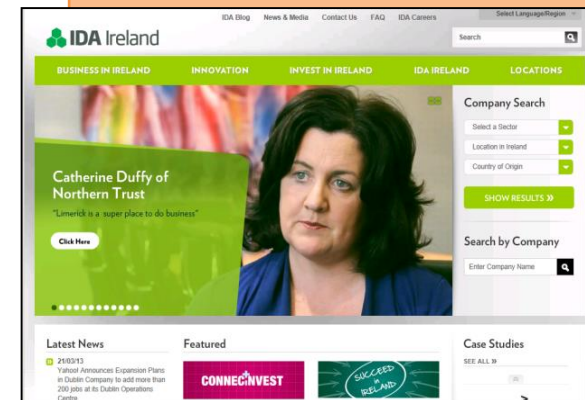 IDA Blog News & Media Contact Us FAQ IDA Careers Select Language/Region
IDA Ireland
Search
BUSINESS IN IRELAND INNOVATION INVEST IN IRELAND IDA IRELAND LOCATIONS
Catherine Duffy of
Northern Trust
"Limerick is a super place to do business"
Click Here
Company Search
Select a Sector
Location in Ireland
Country of Origin
SHOW RESULTS »
Search by Company
Enter Company Name
Latest News
21/03/13
Yahoo! Announces Expansion Plans
in Dublin Company to add more than
200 jobs at its Dublin Operations
Centre
Featured
CONNECT+INVEST
SUCCEED
in
IRELAND
Case Studies
SEE ALL »